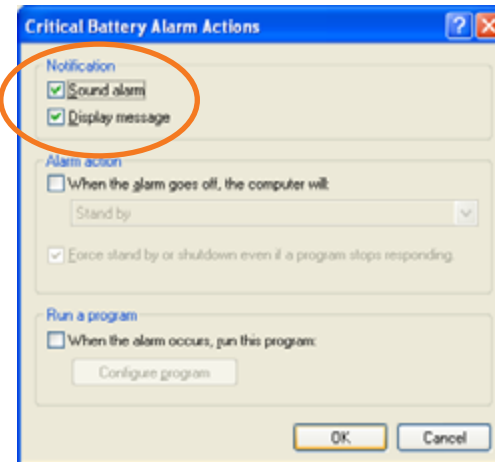 Critical Battery Alarm Actions
Notification
Sound alarm
Display message
Alarm action
When the alarm goes off, the computer will:
Stand by
Force stand by or shutdown even if a program stops responding.
Run a program
When the alarm occurs, run this program:
Configure program
OK Cancel